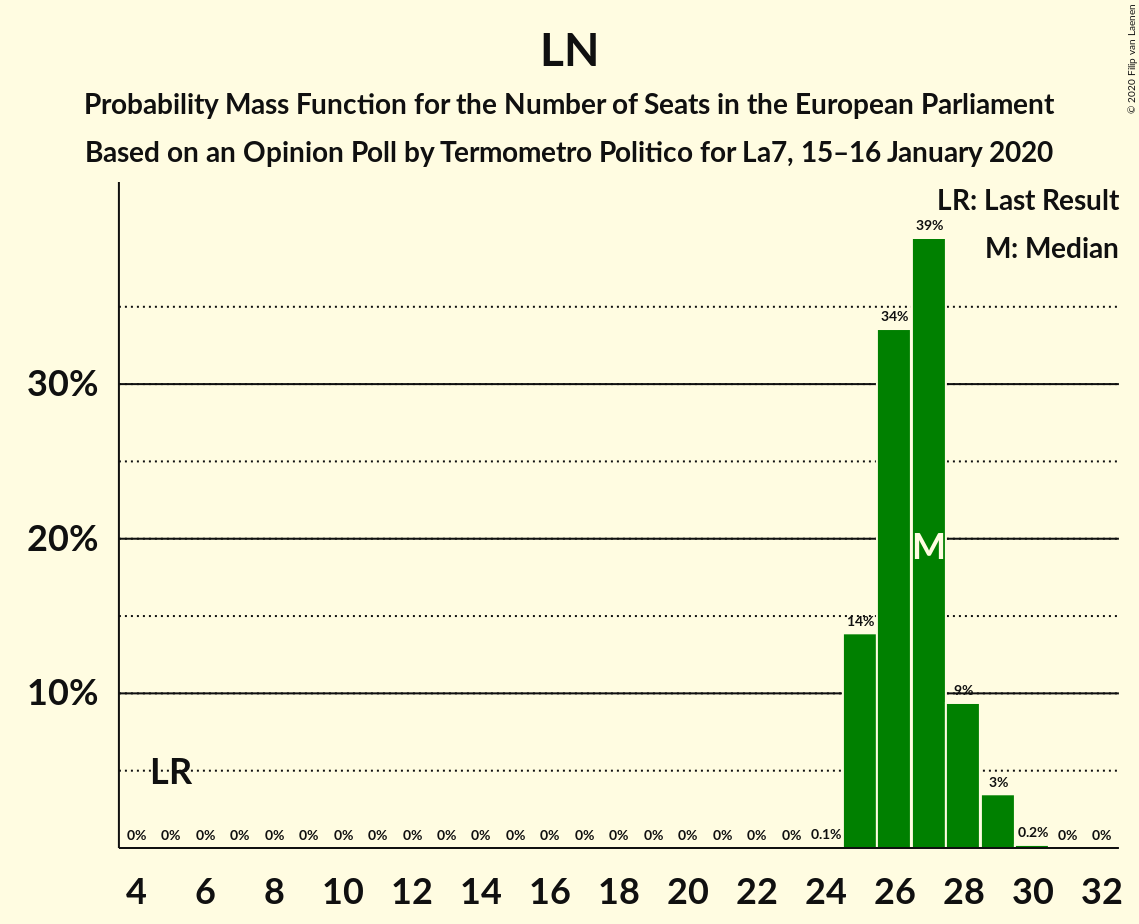 LN
Probability Mass Function for the Number of Seats in the European Parliament
Based on an Opinion Poll by Termometro Politico for La7, 15–16 January 2020
© 2020 Filip van Laenen
LR: Last Result
M: Median
39%
34%
30%
20%
M
14%
10%
9%
LR
3%
0% 0% 0% 0% 0% 0% 0% 0% 0% 0% 0% 0% 0% 0% 0% 0% 0% 0% 0% 0% 0.1% 0.2% 0% 0%
4 6 8 10 12 14 16 18 20 22 24 26 28 30 32